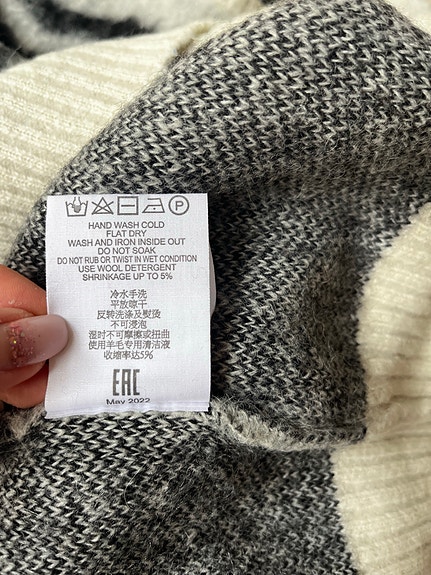 P
HAND WASH COLD
FLAT DRY
WASH AND IRON INSIDE OUT
DO NOT SOAK
DO NOT RUB OR TWIST IN WET CONDITION
USE WOOL DETERGENT
SHRINKAGE UP TO 5%
冷水手洗
平放晾干
反转洗涤及熨烫
不可浸泡
湿时不可摩擦或扭曲
使用羊毛专用清洁液
收缩率达5%
EAC
May 2022